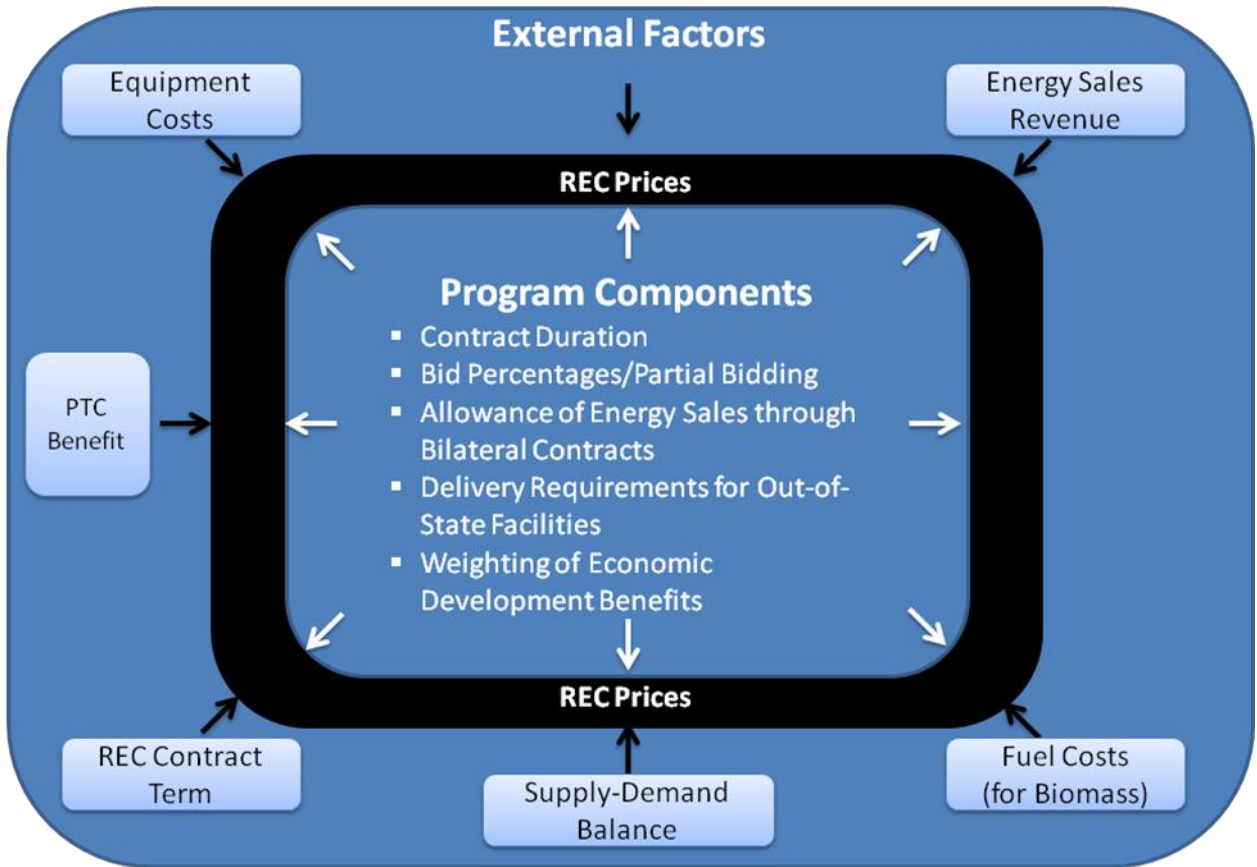 External Factors
Equipment
Costs
Energy Sales
Revenue
REC Prices
Program Components
▪ Contract Duration
▪ Bid Percentages/Partial Bidding
▪ Allowance of Energy Sales through
Bilateral Contracts
▪ Delivery Requirements for Out-of-
State Facilities
▪ Weighting of Economic
Development Benefits
PTC
Benefit
REC Prices
REC Contract
Term
Supply-Demand
Balance
Fuel Costs
(for Biomass)